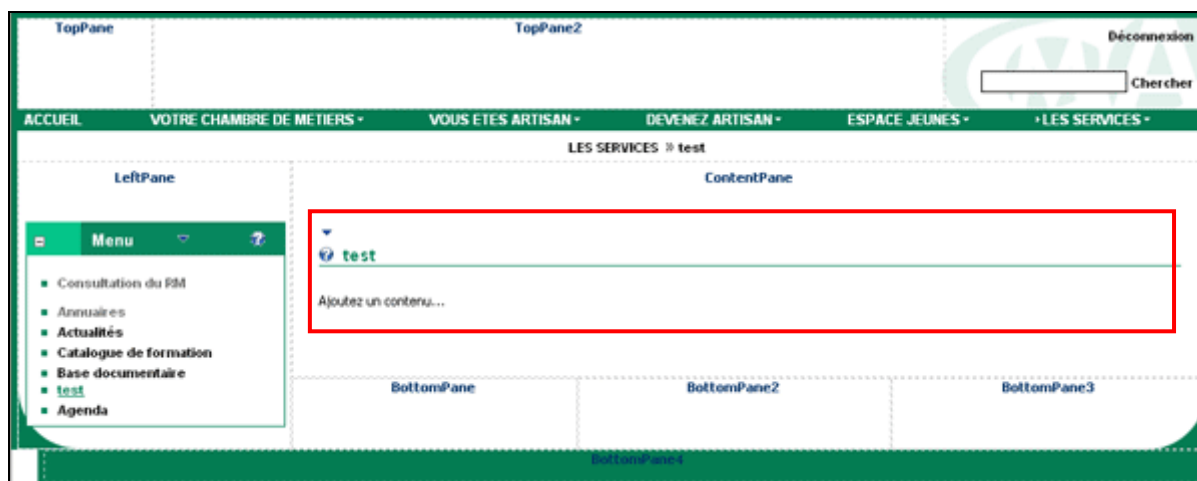 TopPane TopPane2
Déconnexion
Chercher
ACCUEIL VOTRE CHAMBRE DE METIERS VOUS ETES ARTISAN DEVENEZ ARTISAN ESPACE JEUNES LES SERVICES
LES SERVICES » test
LeftPane ContentPane
Menu
test
Consultation du RM
Ajoutez un contenu...
Annuaires
Actualités
Catalogue de formation
Base documentaire
test
Agenda
BottomPane BottomPane2 BottomPane3
BottomPane4